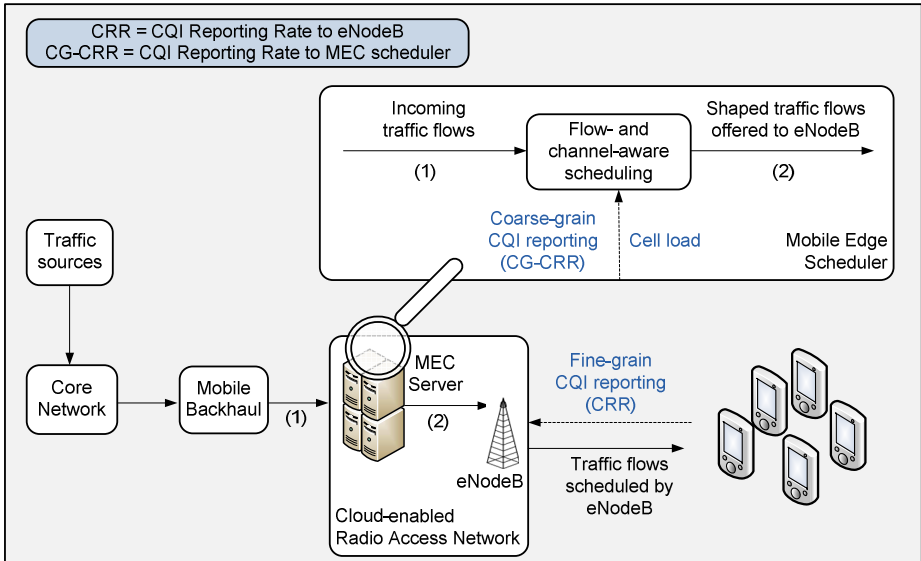 CRR = CQI Reporting Rate to eNodeB
CG-CRR = CQI Reporting Rate to MEC scheduler
Incoming
traffic flows
(1)
Flow- and
channel-aware
scheduling
Shaped traffic flows
offered to eNodeB
(2)
Coarse-grain
CQI reporting
(CG-CRR)
Cell load
Mobile Edge
Scheduler
Traffic
sources
Core
Network
Mobile
Backhaul
(1)
MEC
Server
(2)
eNodeB
Cloud-enabled
Radio Access Network
Fine-grain
CQI reporting
(CRR)
Traffic flows
scheduled by
eNodeB